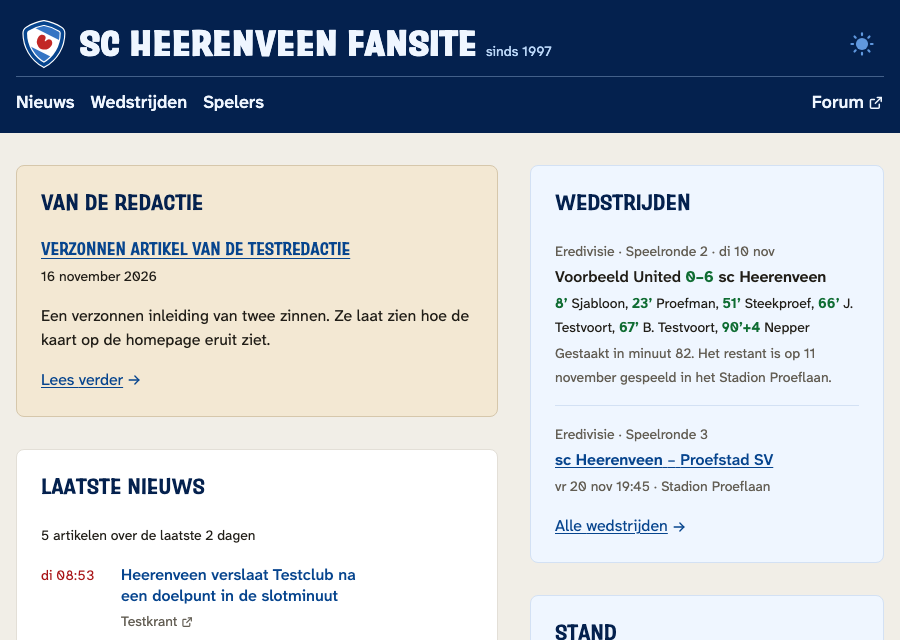 SC HEERENVEEN FANSITE sinds 1997
Nieuws Wedstrijden Spelers Forum
VAN DE REDACTIE
VERZONNEN ARTIKEL VAN DE TESTREDACTIE
16 november 2026
Een verzonnen inleiding van twee zinnen. Ze laat zien hoe de
kaart op de homepage eruit ziet.
Lees verder →
LAATSTE NIEUWS
5 artikelen over de laatste 2 dagen
di 08:53 Heerenveen verslaat Testclub na
een doelpunt in de slotminuut
Testkrant
WEDSTRIJDEN
Eredivisie · Speelronde 2 · di 10 nov
Voorbeeld United 0–6 sc Heerenveen
8’ Sjabloon, 23’ Proefman, 51’ Steekproef, 66’ J.
Testvoort, 67’ B. Testvoort, 90’+4 Nepper
Gestaakt in minuut 82. Het restant is op 11
november gespeeld in het Stadion Proeflaan.
Eredivisie · Speelronde 3
sc Heerenveen – Proefstad SV
vr 20 nov 19:45 · Stadion Proeflaan
Alle wedstrijden →
STAND